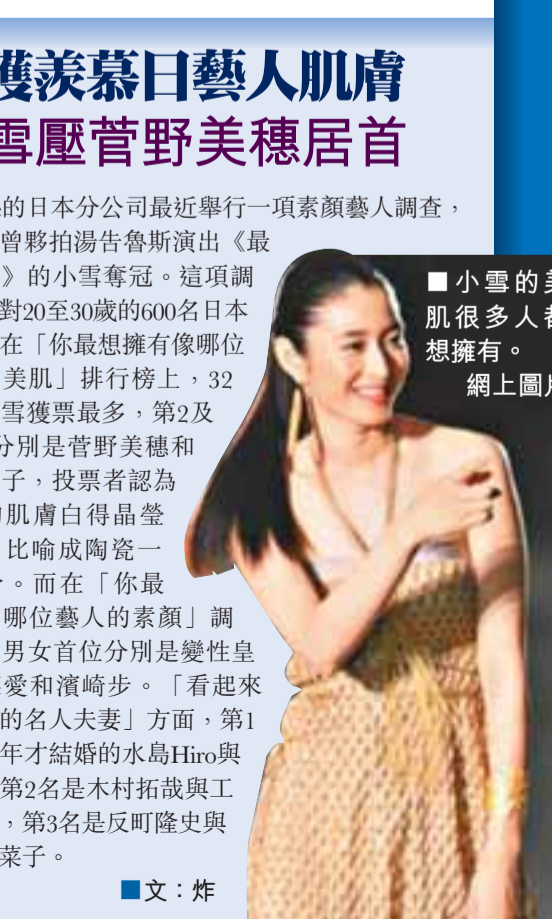 獲羨慕日藝人肌膚
雪壓菅野美穗居首
的日本分公司最近舉行一項素顏藝人調查，
曾夥拍湯告魯斯演出《最
》的小雪奪冠。這項調
對20至30歲的600名日本
在「你最想擁有像哪位
美肌」排行榜上，32
雪獲票最多，第2及
分別是菅野美穗和
子，投票者認為
肌膚白得晶瑩
比喻成陶瓷一
。而在「你最
哪位藝人的素顏」調
男女首位分別是變性皇
愛和濱崎步。「看起來
的名人夫妻」方面，第1
年才結婚的水島Hiro與
第2名是木村拓哉與工
，第3名是反町隆史與
菜子。
■文：炸
■小雪的美
肌很多人都
想擁有。
網上圖片